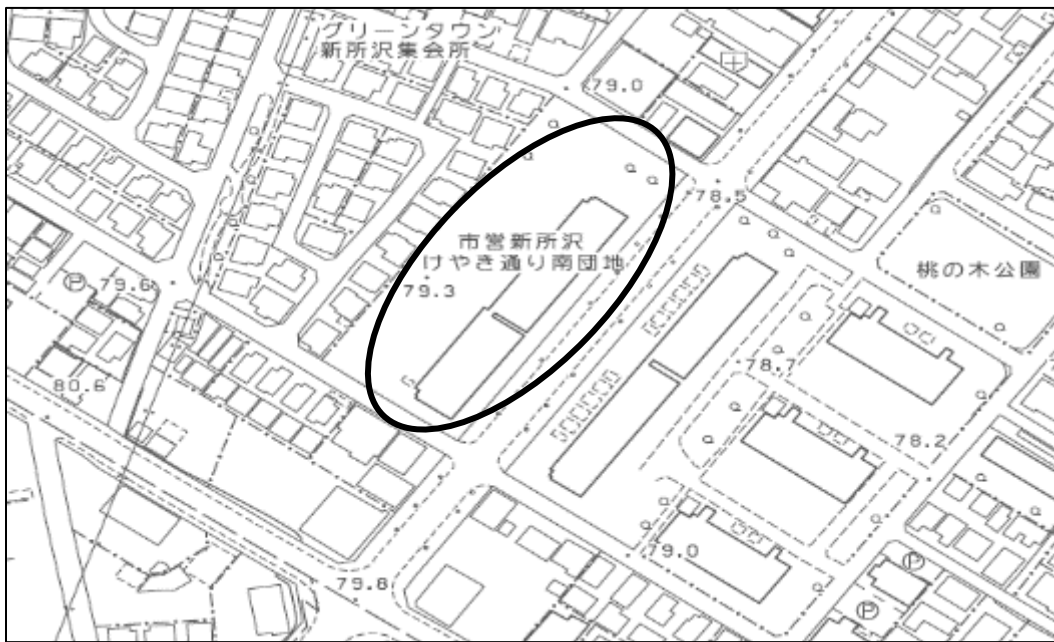 グリーンタウン
新所沢集会所
79.0
78.5
市営新所沢
けやき通り南団地
79.3
桃の木公園
P
79.6
80.6
78.7
78.2
79.0
79.8
P
P